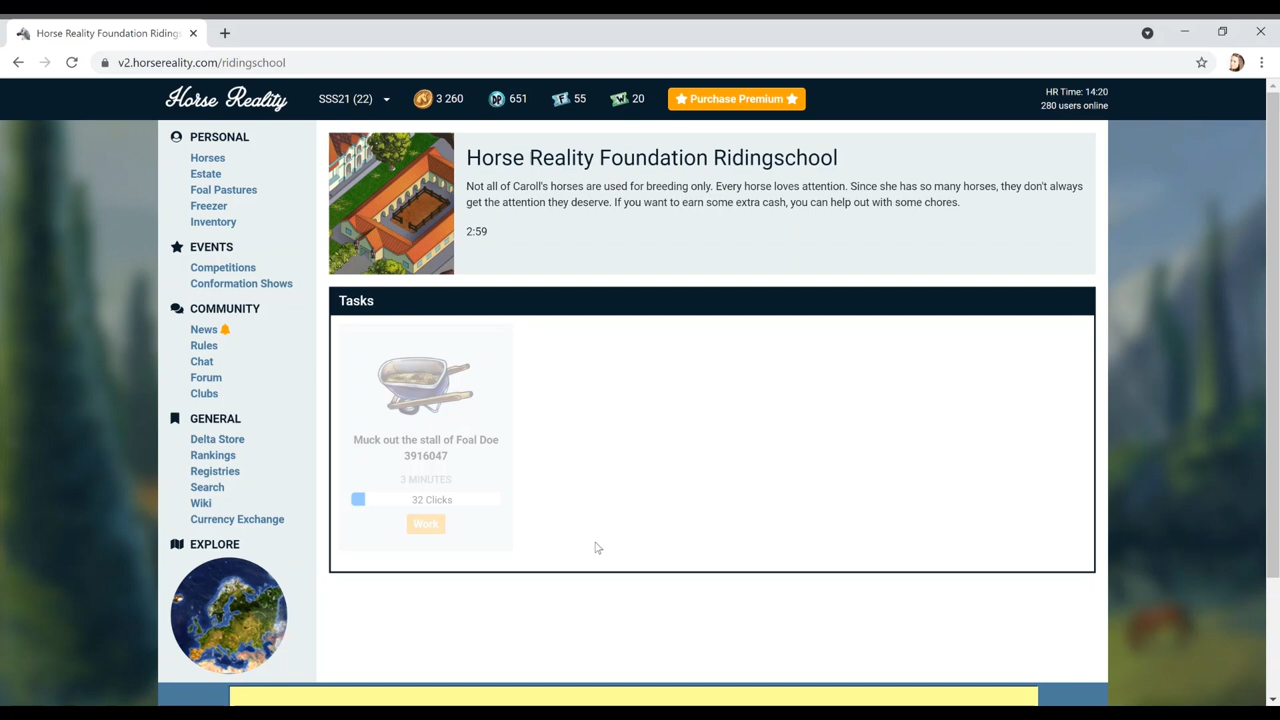 Horse Reality Foundation Ridings
v2.horsereality.com/ridingschool
Horse Reality
SSS21 (22)
3 260
DP 651
55
20
Purchase Premium
HR Time: 14:20
280 users online
PERSONAL
Horses
Estate
Foal Pastures
Freezer
Inventory
EVENTS
Competitions
Conformation Shows
COMMUNITY
News
Rules
Chat
Forum
Clubs
GENERAL
Delta Store
Rankings
Registries
Search
Wiki
Currency Exchange
EXPLORE
Horse Reality Foundation Ridingschool
Not all of Caroll's horses are used for breeding only. Every horse loves attention. Since she has so many horses, they don't always
get the attention they deserve. If you want to earn some extra cash, you can help out with some chores.
2:59
Tasks
Muck out the stall of Foal Doe
3916047
3 MINUTES
32 Clicks
Work